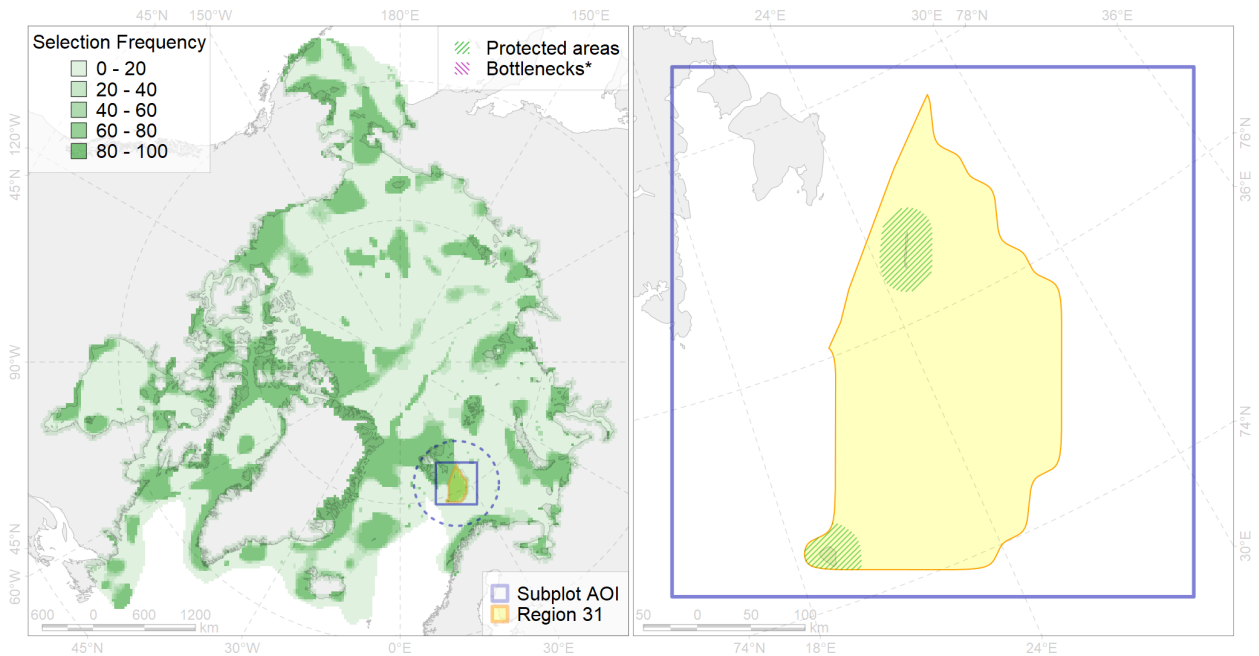 45°N 150°W 180°E 150°E
24°E 30°E 78°N 36°E
Selection Frequency
0 - 20
20 - 40
40 - 60
60 - 80
80 - 100
Protected areas
Bottlenecks*
120°W
45°N
90°W
45°N
60°W
76°N
36°E
74°N
30°E
Subplot AOI
Region 31
600 0 600 1200
km
50 0 50 100
km
45°N 30°W 0°E 30°E
74°N 18°E 24°E